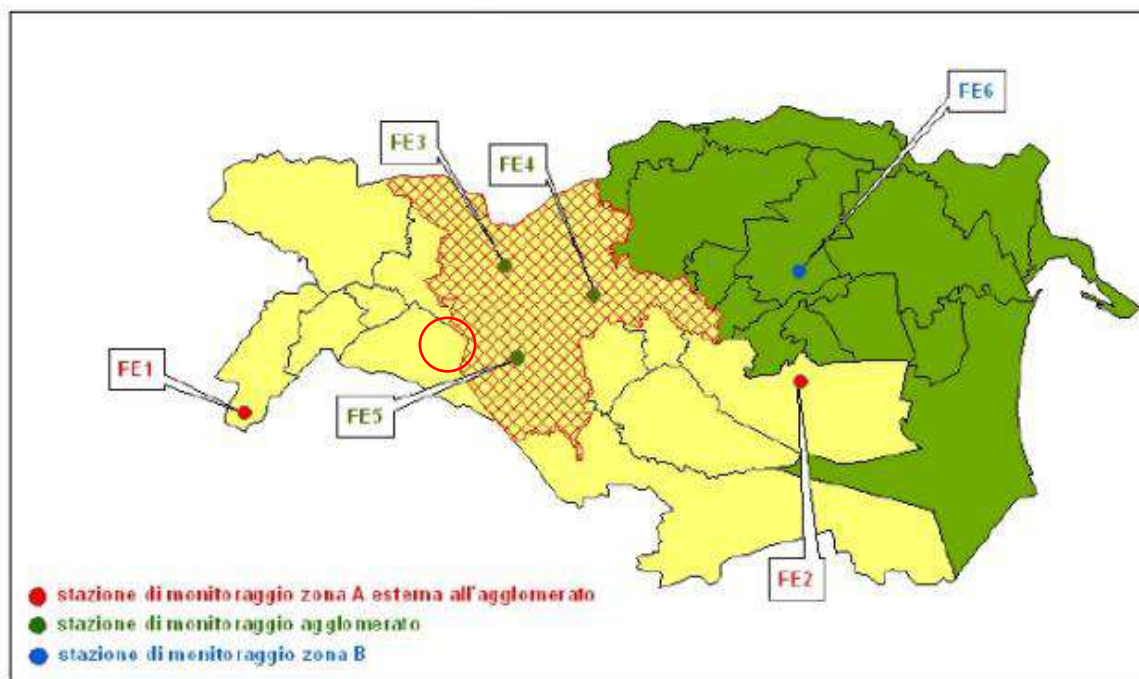 FE6
FE3
FE4
FE1
FE5
FE2
stazione di monitoraggio zona A esterna all'agglomerato
stazione di monitoraggio agglomerato
stazione di monitoraggio zona B